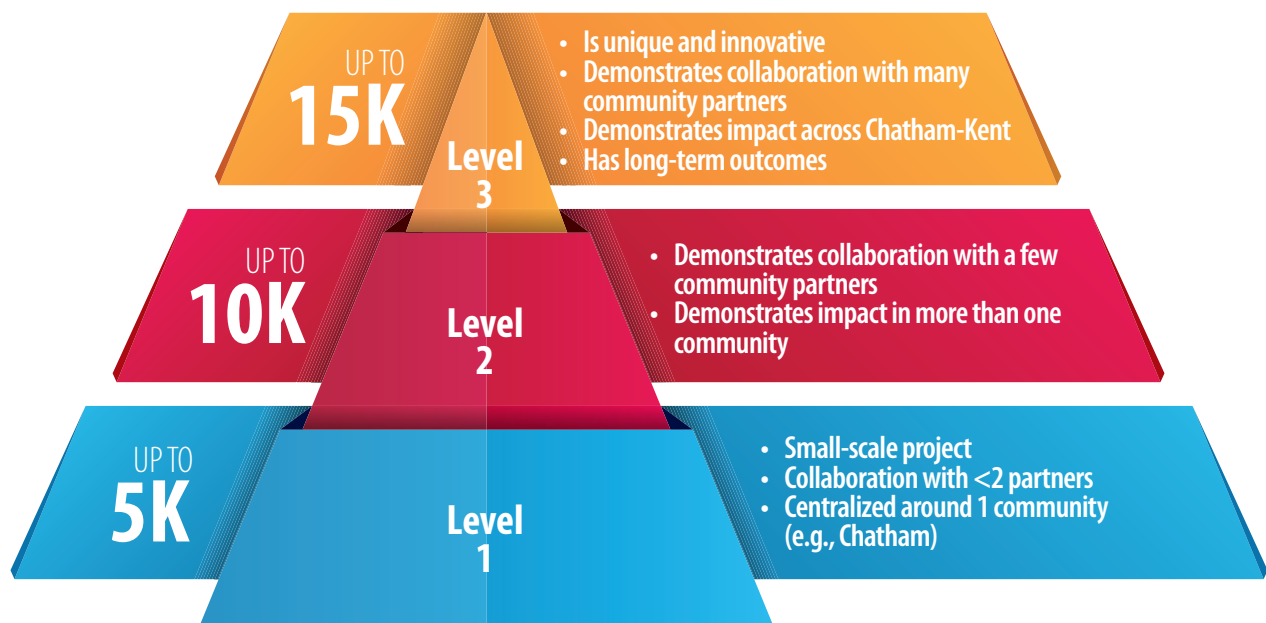 UP TO
15K
Level
3
• Is unique and innovative
• Demonstrates collaboration with many
community partners
• Demonstrates impact across Chatham-Kent
• Has long-term outcomes
UP TO
10K
Level
2
• Demonstrates collaboration with a few
community partners
• Demonstrates impact in more than one
community
UP TO
5K
Level
1
• Small-scale project
• Collaboration with <2 partners
• Centralized around 1 community
(e.g., Chatham)